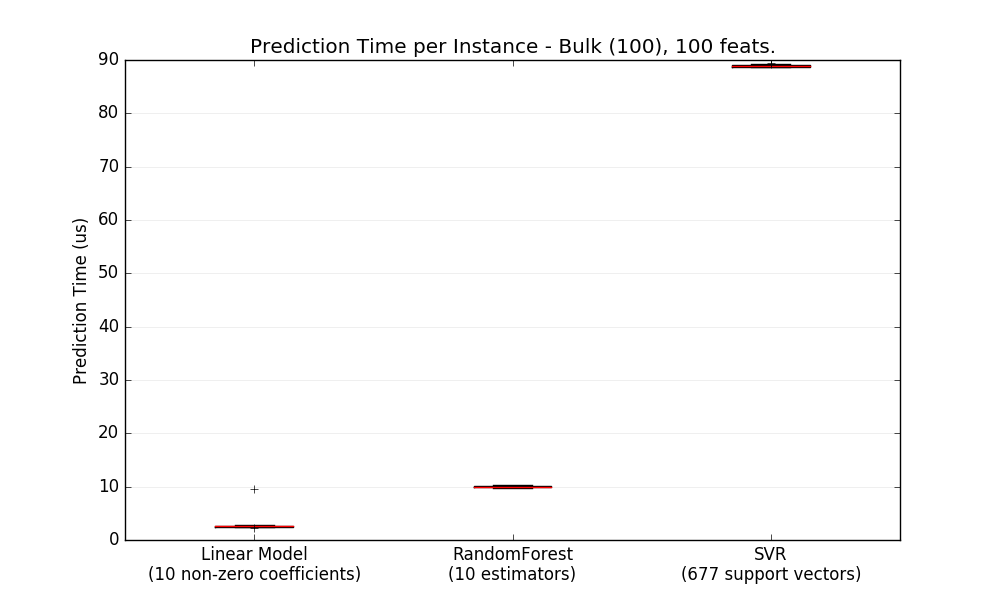 Prediction Time per Instance - Bulk (100), 100 feats.
90
80
70
60
50
40
30
20
10
0
Prediction Time (us)
Linear Model
(10 non-zero coefficients)
RandomForest
(10 estimators)
SVR
(677 support vectors)